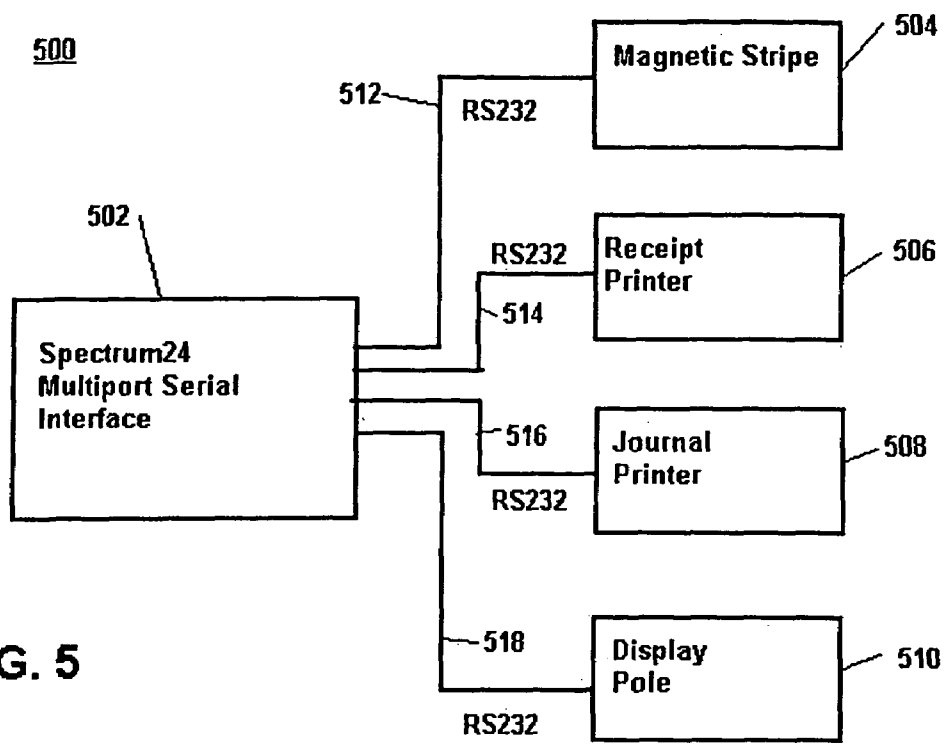 500
504
Magnetic Stripe
512
RS232
502
RS232
Receipt
Printer
506
514
Spectrum24
Multiport Serial
Interface
516
Journal
Printer
508
RS232
518
Display
Pole
510
G. 5
RS232